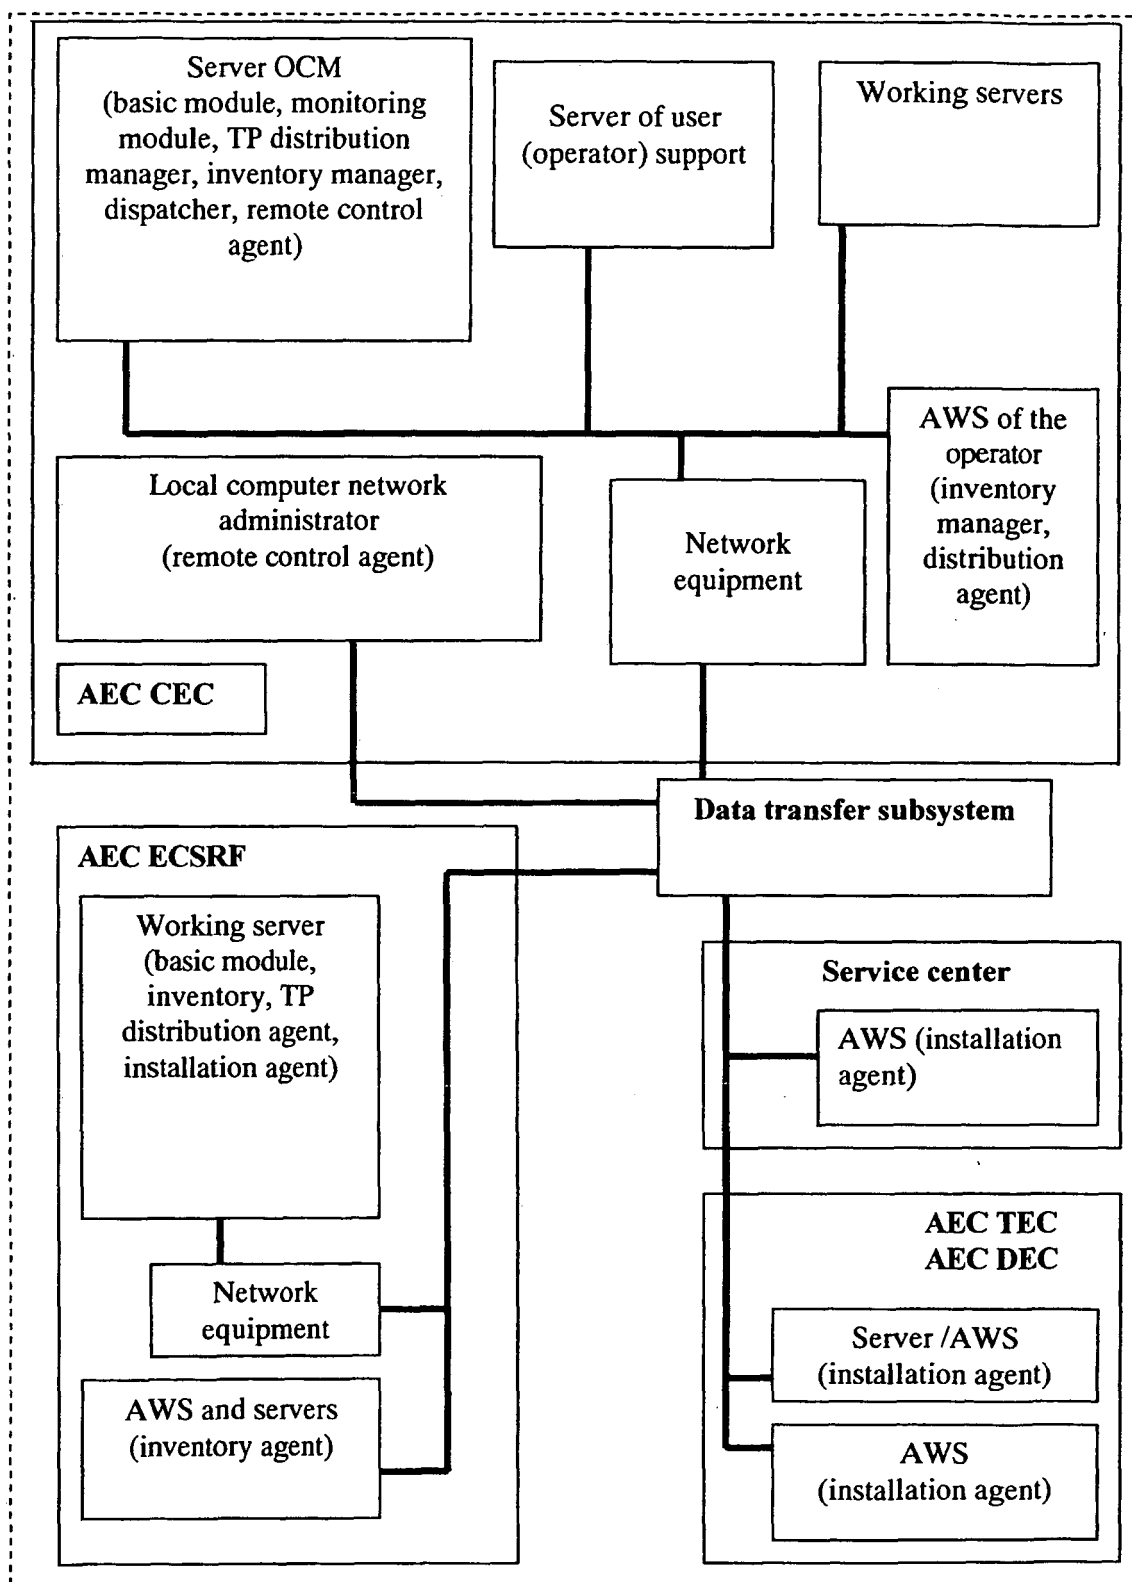 Server OCM
(basic module, monitoring
module, TP distribution
manager, inventory manager,
dispatcher, remote control
agent)
Server of user
(operator) support
Working servers
AWS of the
operator
(inventory
manager,
distribution
agent)
Local computer network
administrator
(remote control agent)
Network
equipment
AEC CEC
Data transfer subsystem
AEC ECSRF
Working server
(basic module,
inventory, TP
distribution agent,
installation agent)
Network
equipment
AWS and servers
(inventory agent)
Service center
AWS (installation
agent)
AEC TEC
AEC DEC
Server /AWS
(installation agent)
AWS
(installation agent)